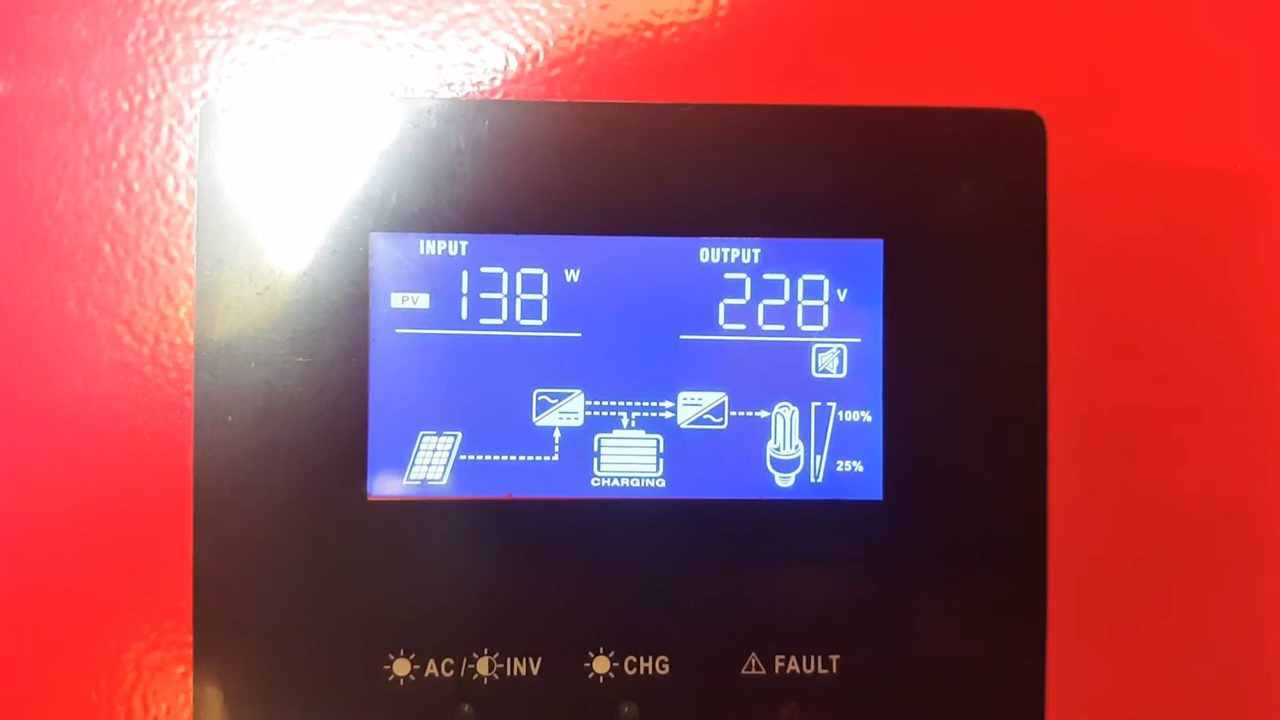 INPUT OUTPUT
PV 138 W 228 V
100%
25%
CHARGING
AC / INV CHG FAULT